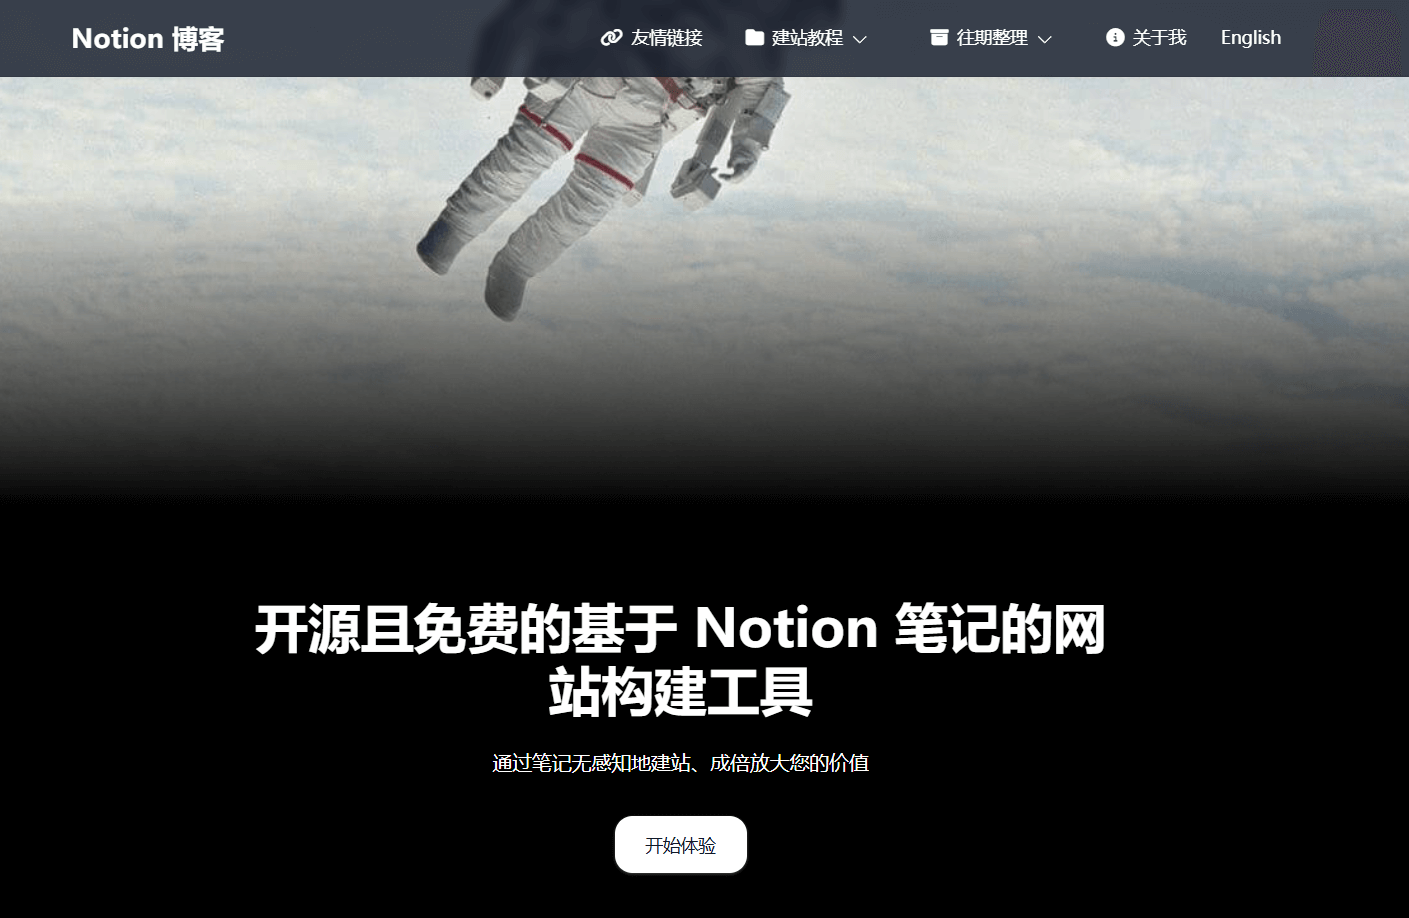 Notion 博客
友情链接
建站教程
往期整理
关于我
English
开源且免费的基于 Notion 笔记的网
站构建工具
通过笔记无感知地建站、成倍放大您的价值
开始体验